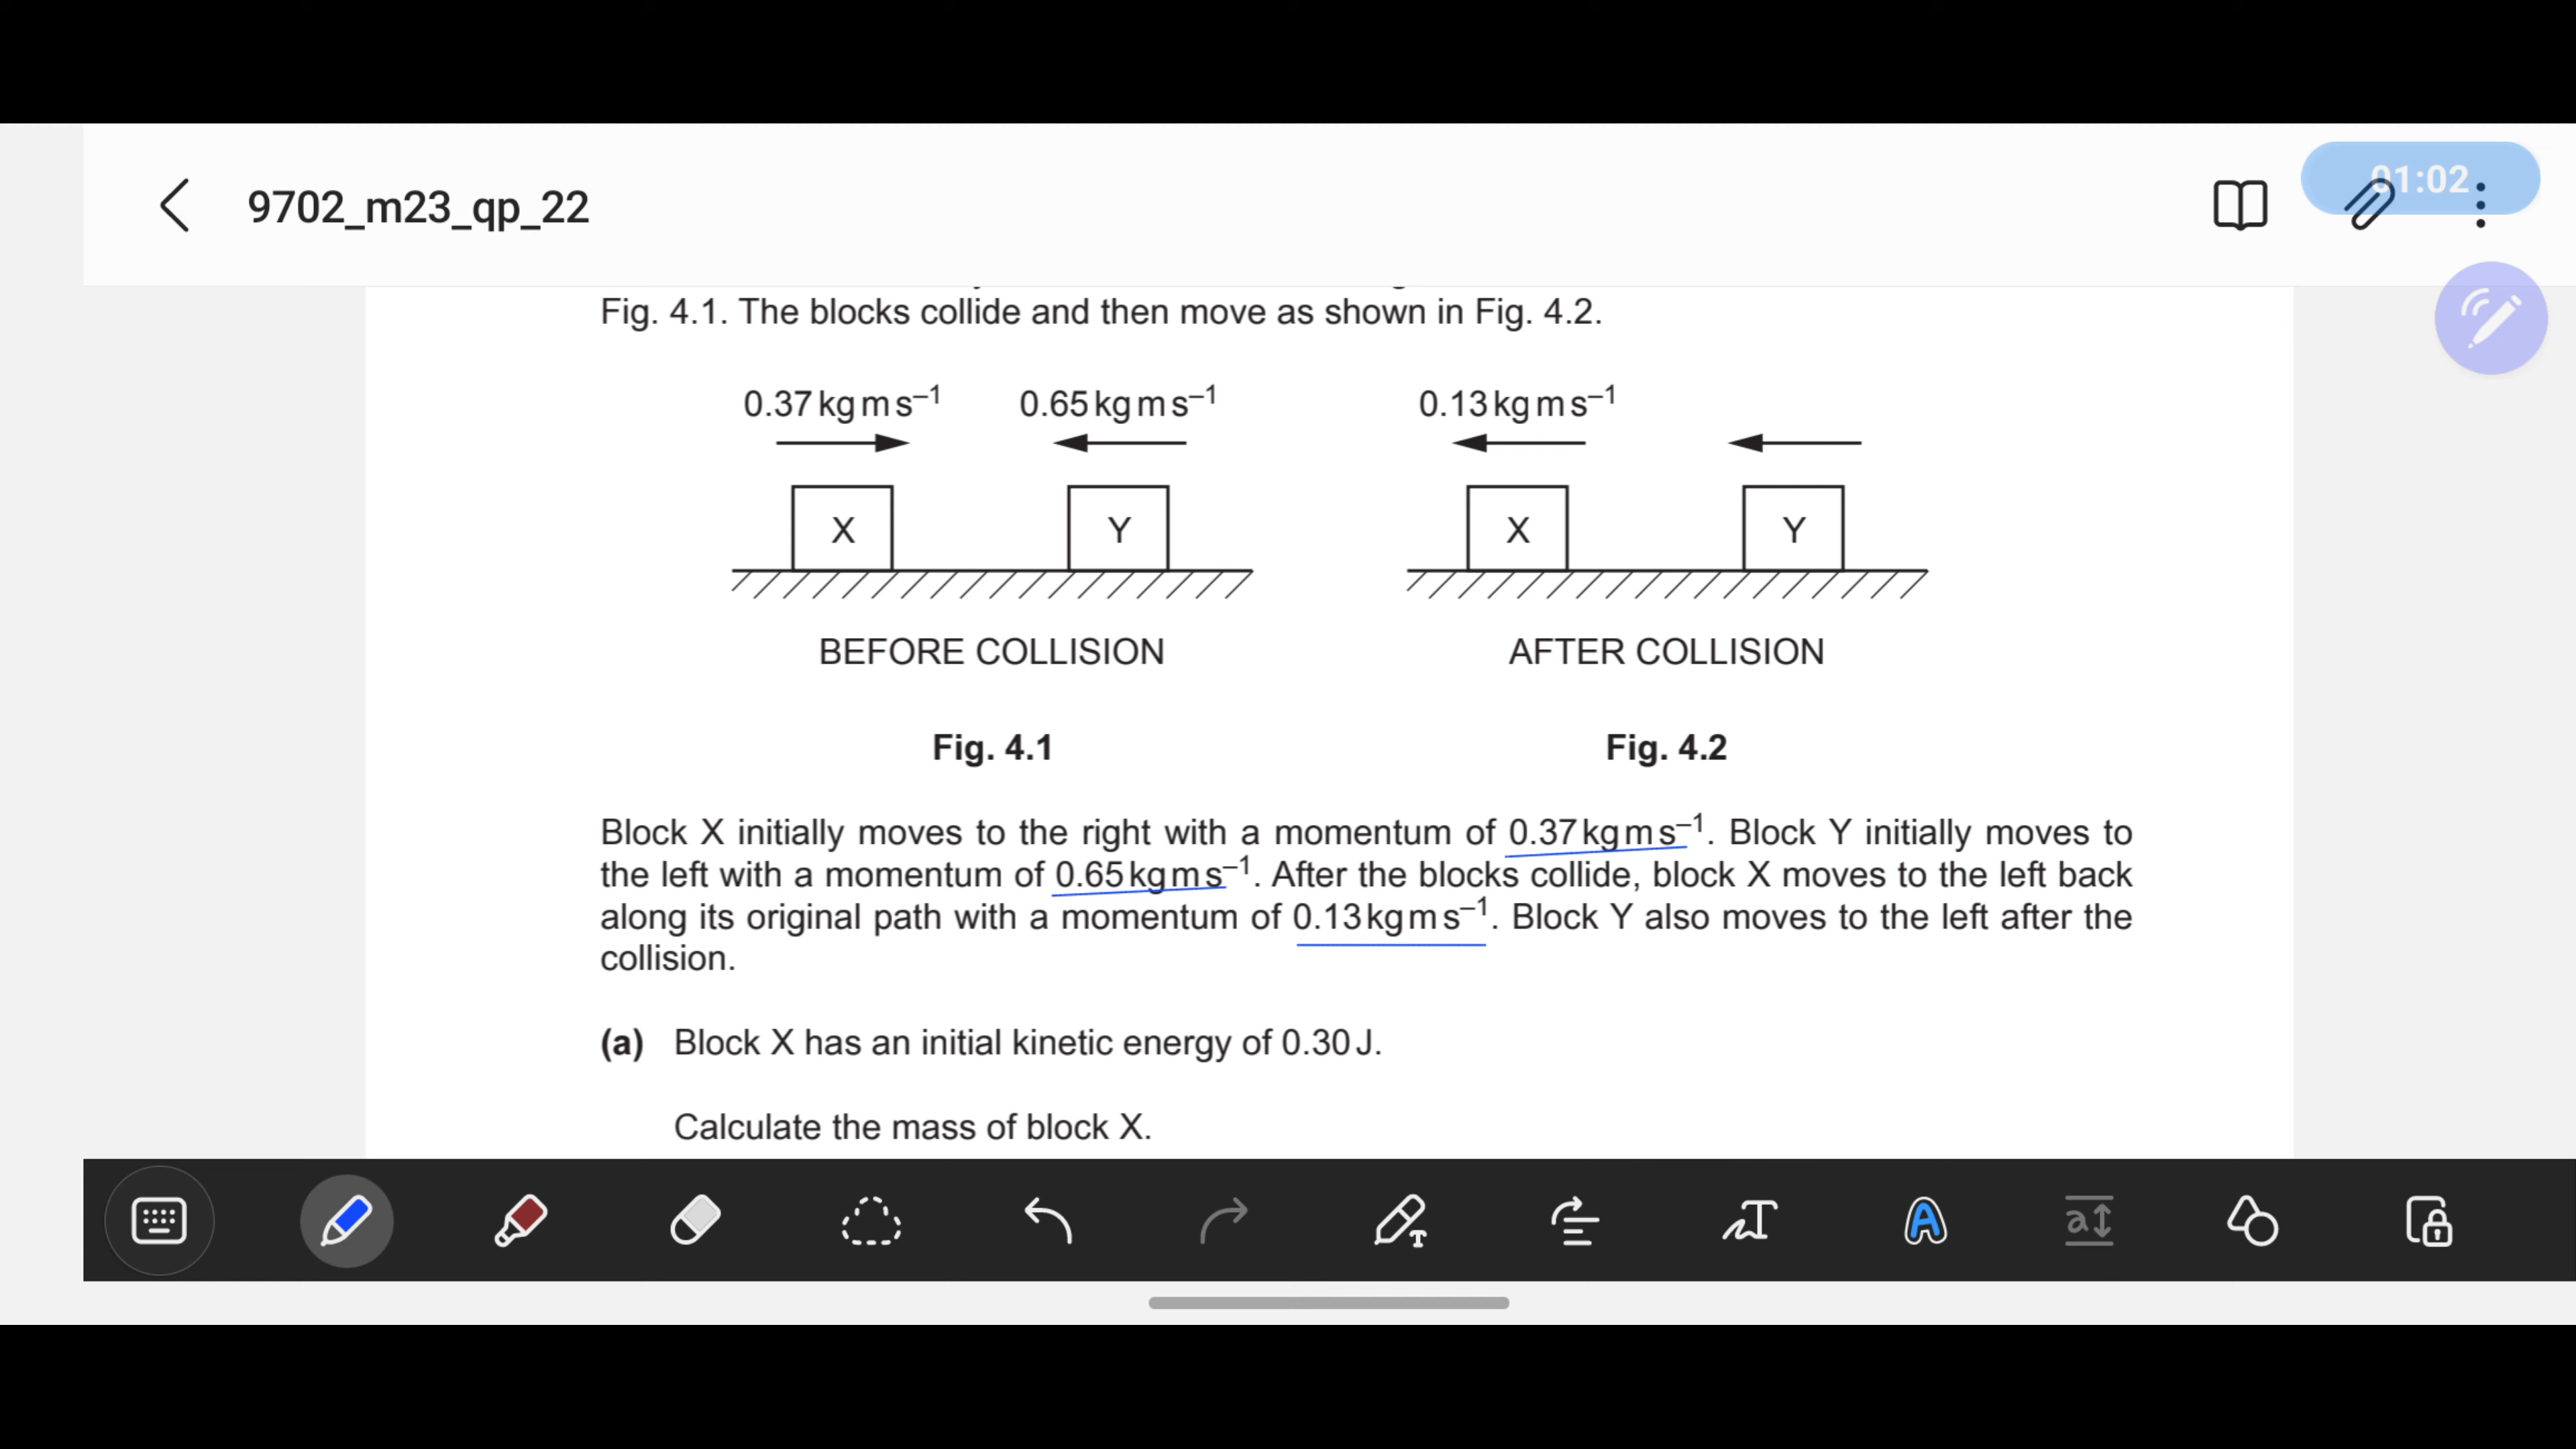 9702_m23_qp_22
01:02
Fig. 4.1. The blocks collide and then move as shown in Fig. 4.2.
0.37 kg m s⁻¹ 0.65 kg m s⁻¹ 0.13 kg m s⁻¹
X Y X Y
BEFORE COLLISION AFTER COLLISION
Fig. 4.1 Fig. 4.2
Block X initially moves to the right with a momentum of 0.37 kg m s⁻¹. Block Y initially moves to
the left with a momentum of 0.65 kg m s⁻¹. After the blocks collide, block X moves to the left back
along its original path with a momentum of 0.13 kg m s⁻¹. Block Y also moves to the left after the
collision.
(a) Block X has an initial kinetic energy of 0.30 J.
Calculate the mass of block X.